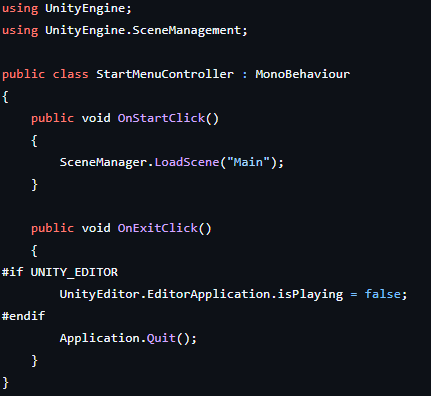 using UnityEngine;
using UnityEngine.SceneManagement;

public class StartMenuController : MonoBehaviour
{
    public void OnStartClick()
    {
        SceneManager.LoadScene("Main");
    }

    public void OnExitClick()
    {
#if UNITY_EDITOR
        UnityEditor.EditorApplication.isPlaying = false;
#endif
        Application.Quit();
    }
}